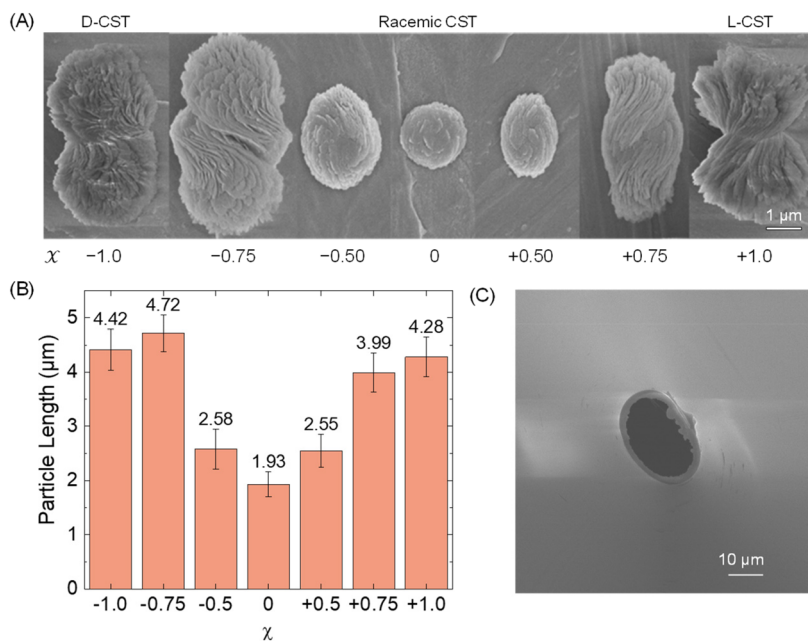 (A)
D-CST Racemic CST L-CST
1 μm
χ −1.0 −0.75 −0.50 0 +0.50 +0.75 +1.0
(B)
Particle Length (μm)
5
4
3
2
1
0
4.42
4.72
2.58
1.93
2.55
3.99
4.28
-1.0 -0.75 -0.5 0 +0.5 +0.75 +1.0
χ
(C)
10 μm